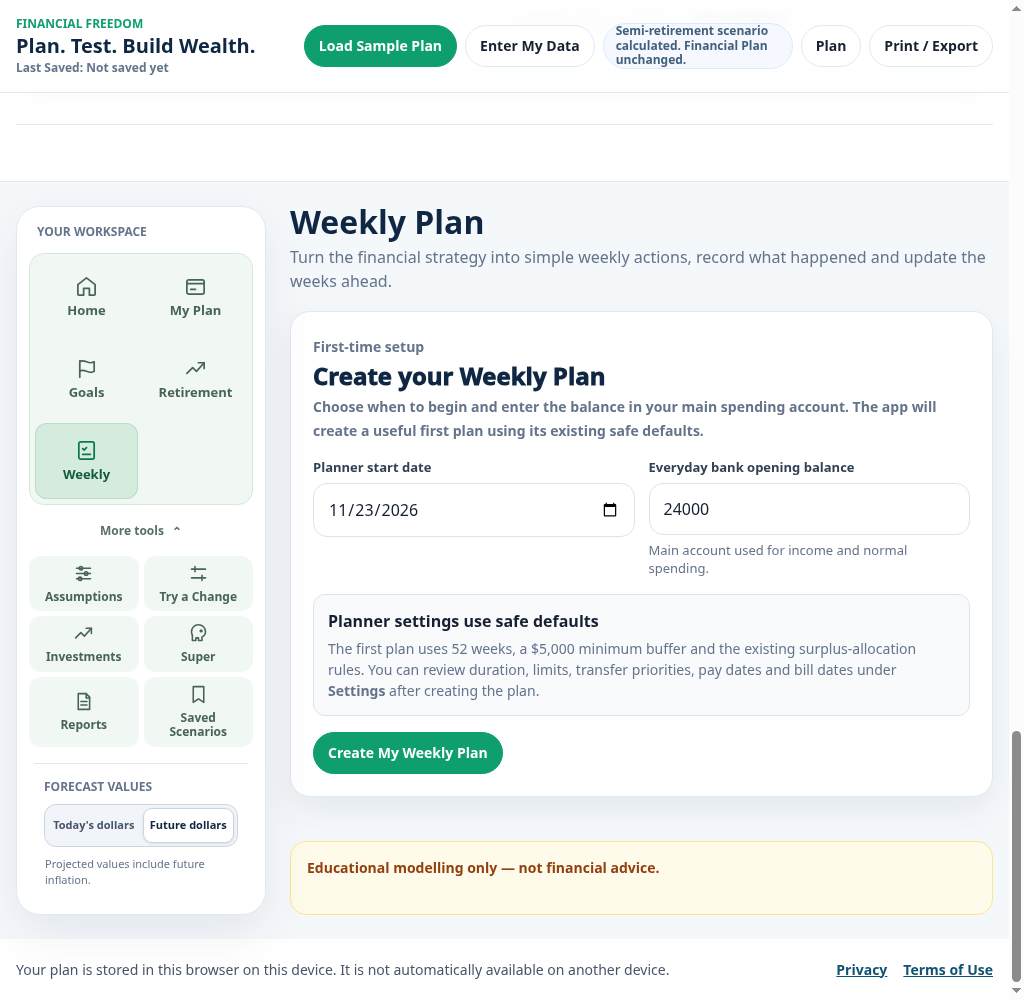 FINANCIAL FREEDOM
Plan. Test. Build Wealth.
Last Saved: Not saved yet
Load Sample Plan
Enter My Data
Semi-retirement scenario
calculated. Financial Plan
unchanged.
Plan
Print / Export
YOUR WORKSPACE
Home
My Plan
Goals
Retirement
Weekly
More tools
Assumptions
Try a Change
Investments
Super
Reports
Saved
Scenarios
FORECAST VALUES
Today's dollars
Future dollars
Projected values include future
inflation.
Weekly Plan
Turn the financial strategy into simple weekly actions, record what happened and update the
weeks ahead.
First-time setup
Create your Weekly Plan
Choose when to begin and enter the balance in your main spending account. The app will
create a useful first plan using its existing safe defaults.
Planner start date
11/23/2026
Everyday bank opening balance
24000
Main account used for income and normal
spending.
Planner settings use safe defaults
The first plan uses 52 weeks, a $5,000 minimum buffer and the existing surplus-allocation
rules. You can review duration, limits, transfer priorities, pay dates and bill dates under
Settings after creating the plan.
Create My Weekly Plan
Educational modelling only — not financial advice.
Your plan is stored in this browser on this device. It is not automatically available on another device.
Privacy
Terms of Use